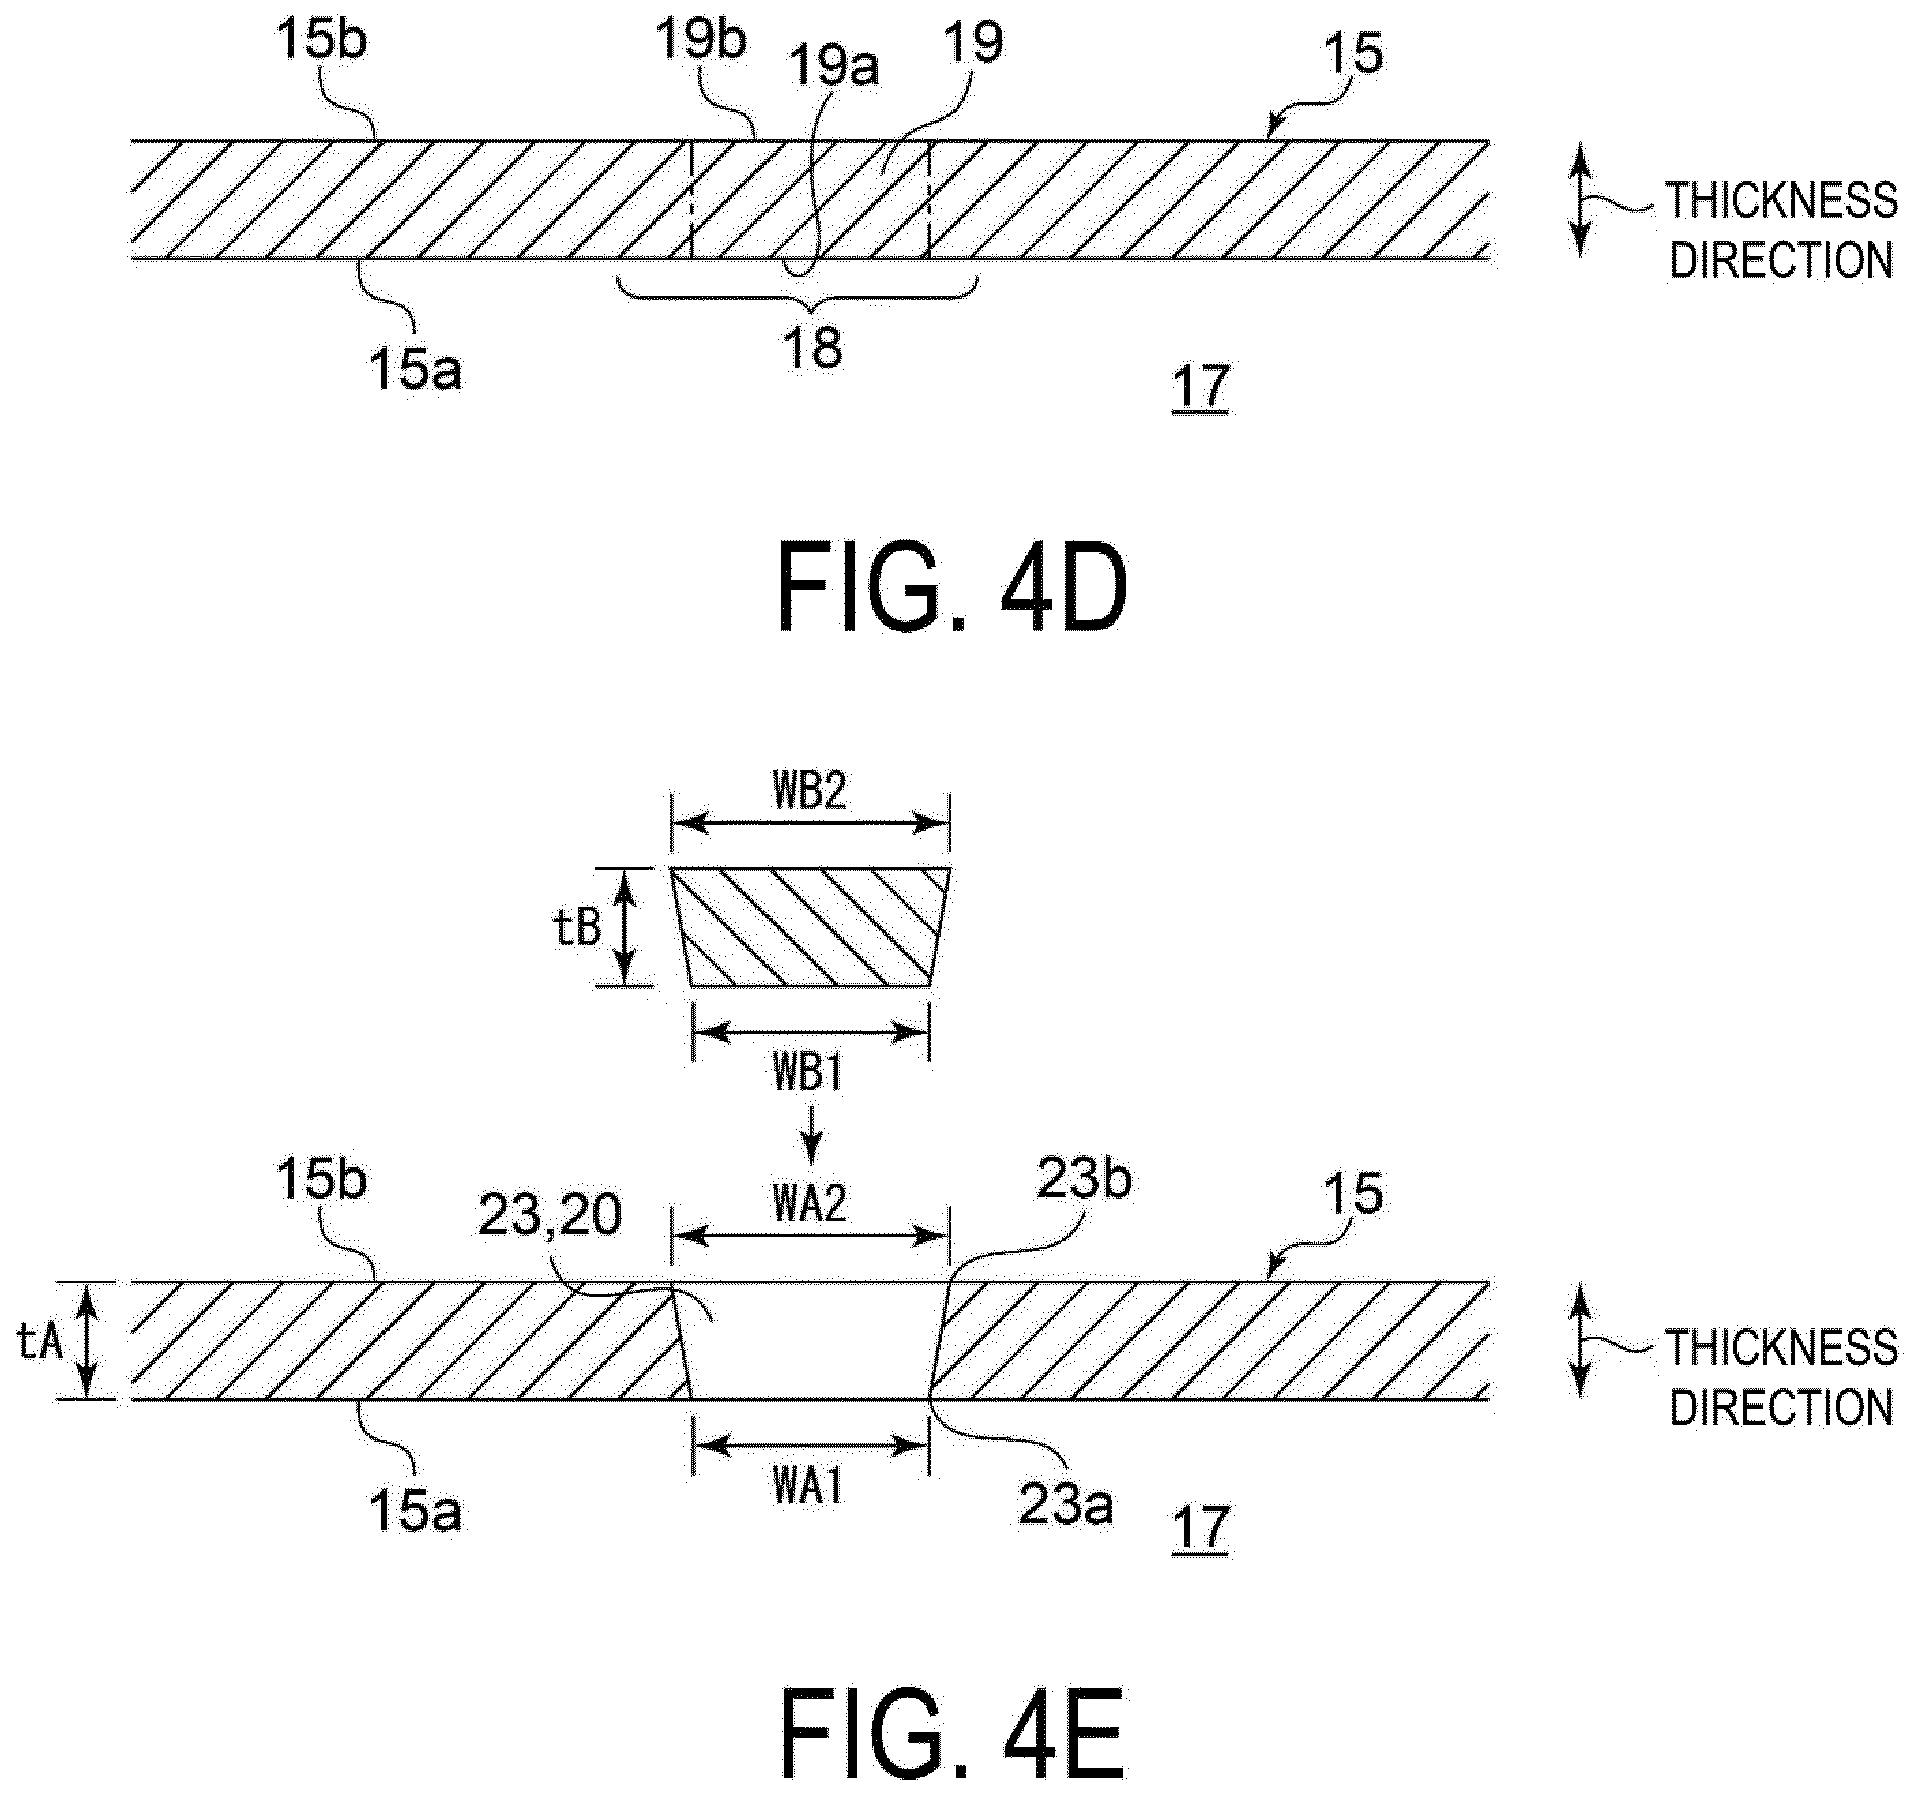 15b
19b
19a
19
15
THICKNESS
DIRECTION
15a
18
17
FIG. 4D
WB2
tB
WB1
15b
23,20
WA2
23b
15
tA
THICKNESS
DIRECTION
15a
WA1
23a
17
FIG. 4E